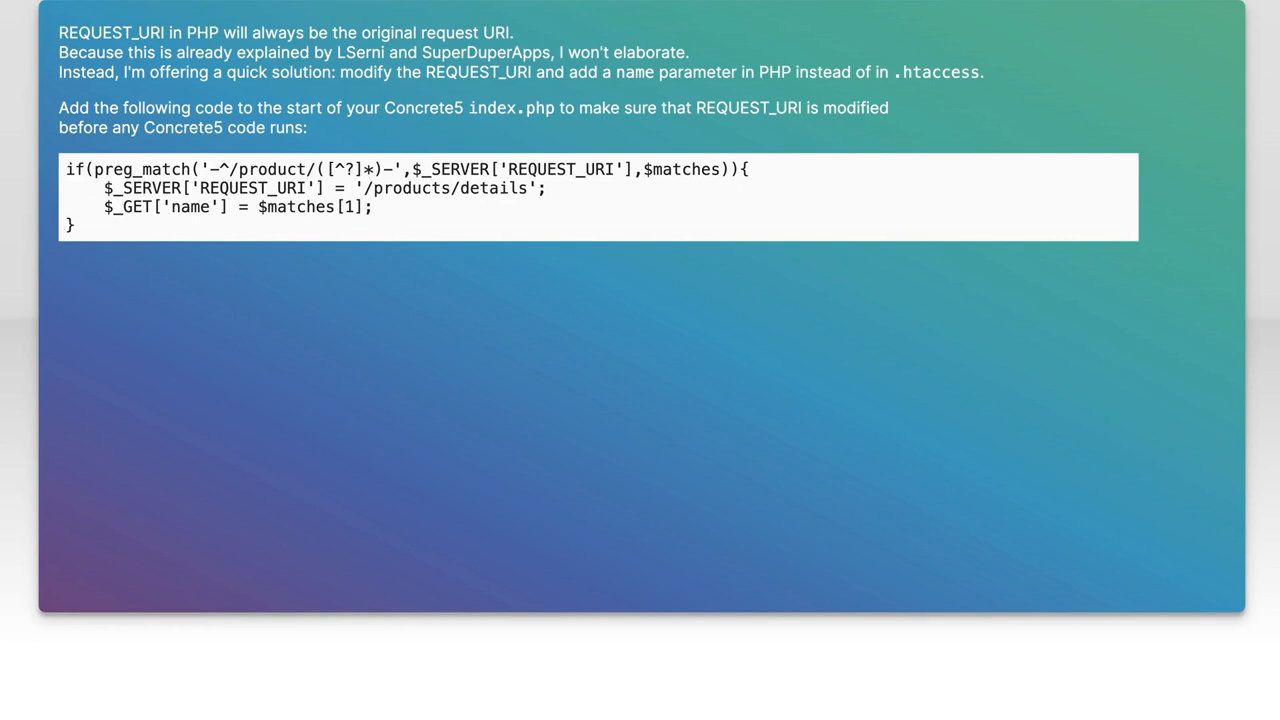 REQUEST_URI in PHP will always be the original request URI.
Because this is already explained by LSerni and SuperDuperApps, I won't elaborate.
Instead, I'm offering a quick solution: modify the REQUEST_URI and add a name parameter in PHP instead of in .htaccess.
Add the following code to the start of your Concrete5 index.php to make sure that REQUEST_URI is modified
before any Concrete5 code runs:
if(preg_match('-^/product/([^?]*)-',$_SERVER['REQUEST_URI'],$matches)){
    $_SERVER['REQUEST_URI'] = '/products/details';
    $_GET['name'] = $matches[1];
}